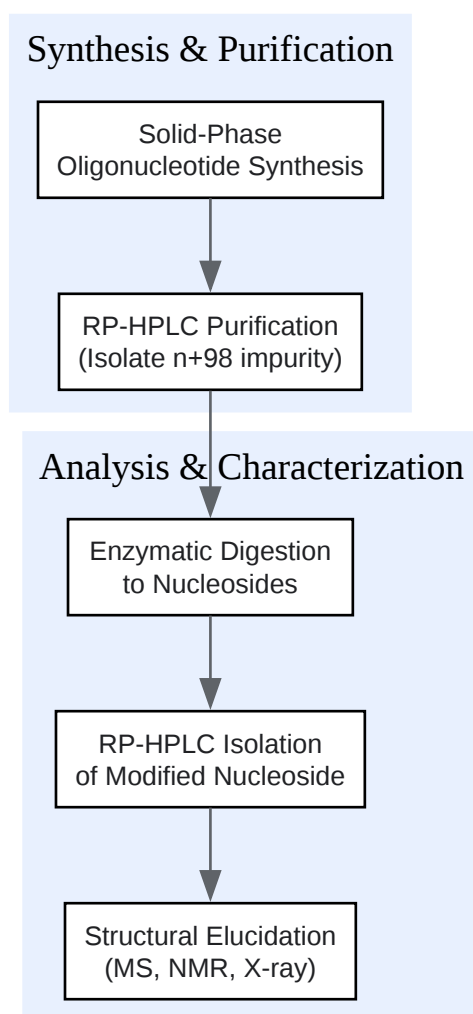 Synthesis & Purification
Solid-Phase
Oligonucleotide Synthesis
RP-HPLC Purification
(Isolate n+98 impurity)
Analysis & Characterization
Enzymatic Digestion
to Nucleosides
RP-HPLC Isolation
of Modified Nucleoside
Structural Elucidation
(MS, NMR, X-ray)